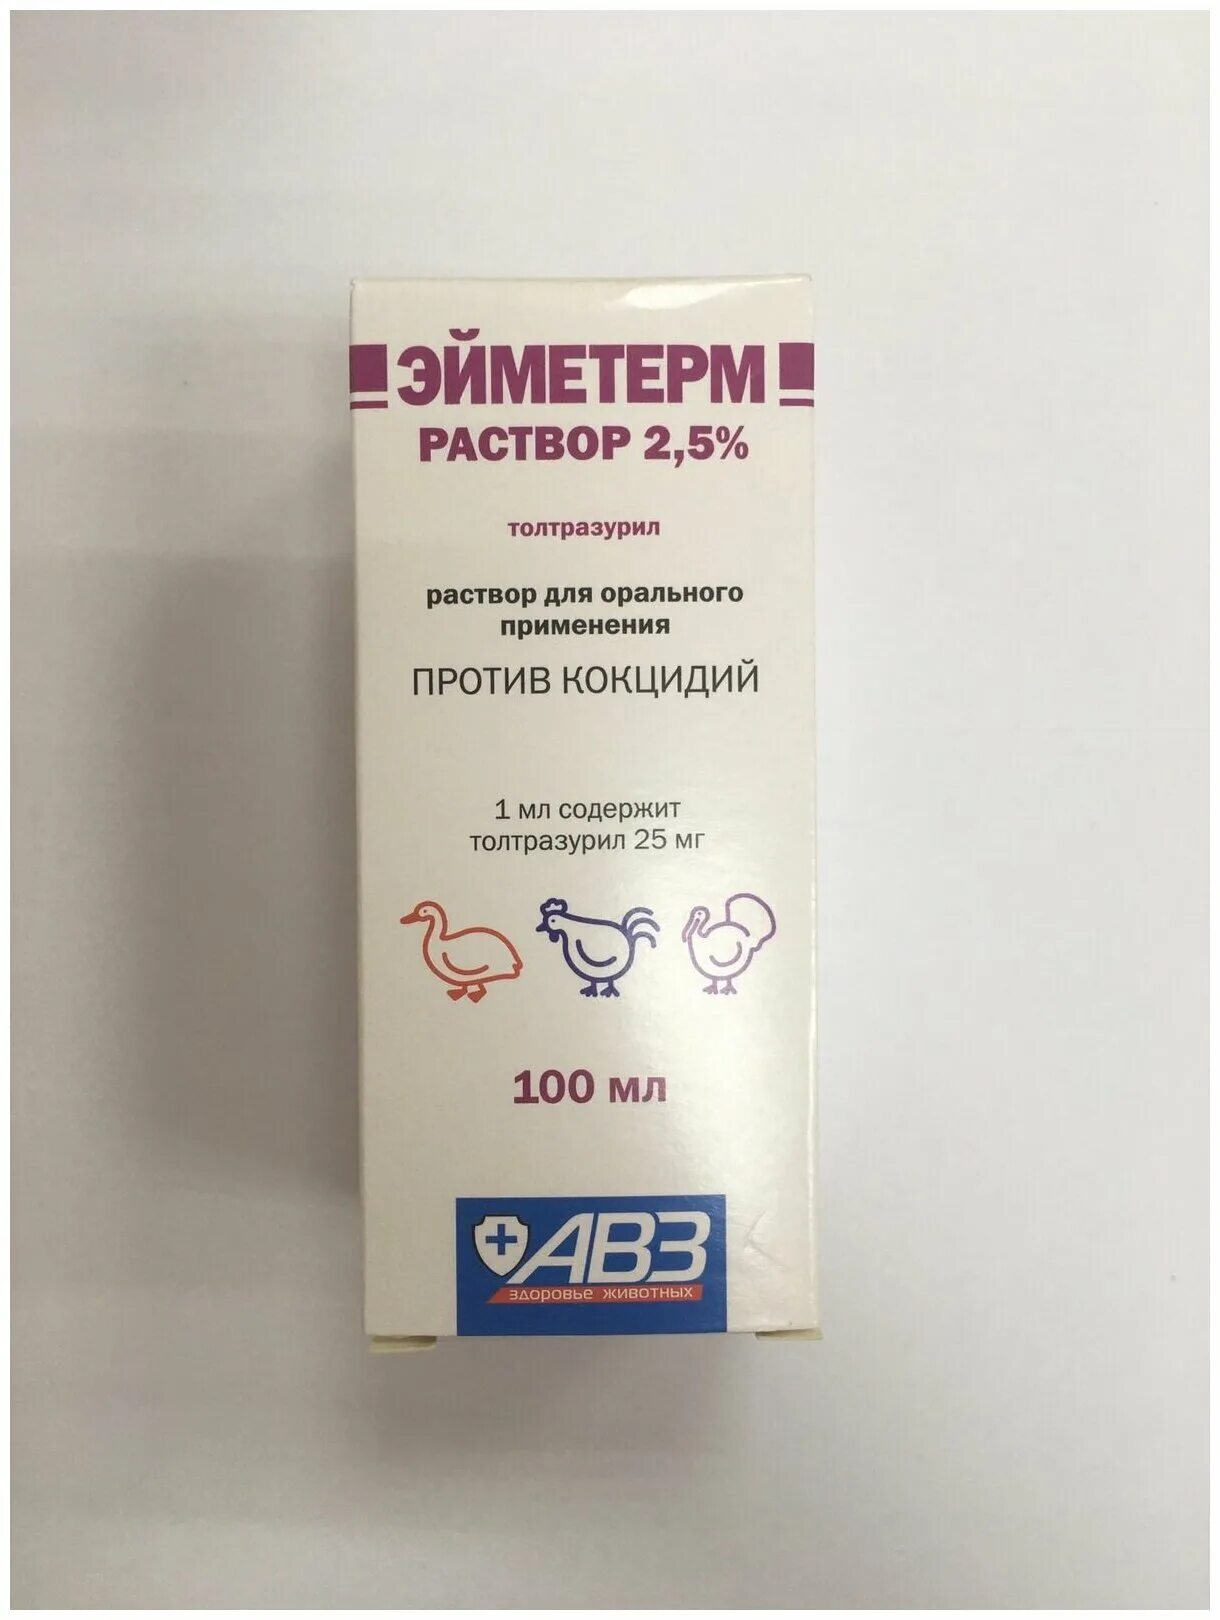 ЭЙМЕТЕРМ
РАСТВОР 2,5%
толтразурил
раствор для орального
применения
ПРОТИВ КОКЦИДИЙ
1 мл содержит
толтразурил 25 мг
100 мл
АВЗ
ЗДОРОВЬЕ ЖИВОТНЫХ